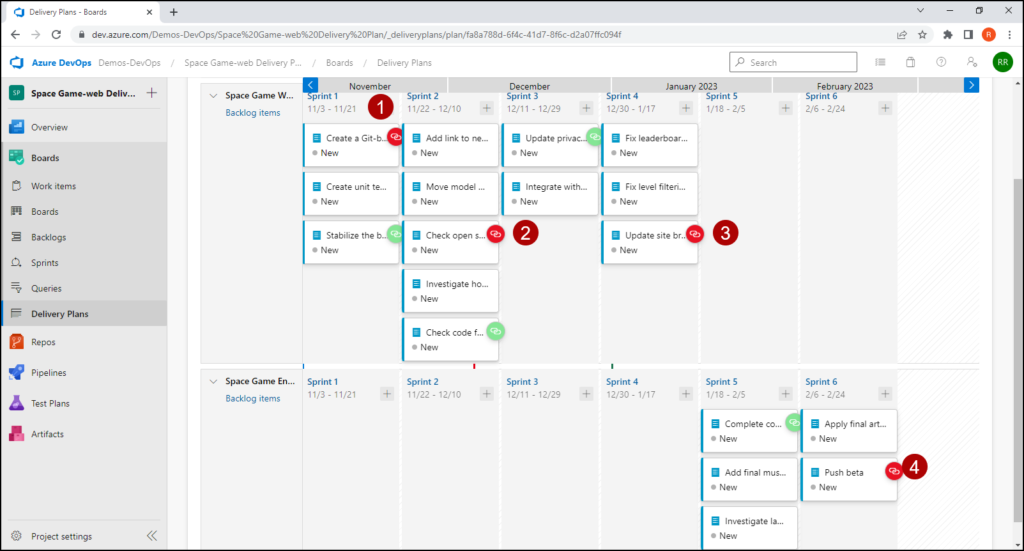 Delivery Plans - Boards
dev.azure.com/Demos-DevOps/Space%20Game-web%20Delivery%20Plan/_deliveryplans/plan/fa8a788d-6f4c-41d7-8f6c-d2a07ffc094f
R
Azure DevOps Demos-DevOps / Space Game-web Delivery P... / Boards / Delivery Plans
Search
RR
SP Space Game-web Deliv...
Overview
Boards
Work items
Boards
Backlogs
Sprints
Queries
Delivery Plans
Repos
Pipelines
Test Plans
Artifacts
Project settings
November December January 2023 February 2023
Space Game W... Sprint 1 Sprint 2 Sprint 3 Sprint 4 Sprint 5 Sprint 6
Backlog items 11/3 - 11/21 11/22 - 12/10 12/11 - 12/29 12/30 - 1/17 1/18 - 2/5 2/6 - 2/24
1
Create a Git-b... Add link to ne... Update privac... Fix leaderboar...
New New New New
Create unit te... Move model ... Integrate with... Fix level filteri...
New New New New
Stabilize the b... Check open s... 2 Update site br... 3
New New New
Investigate ho...
New
Check code f...
New
Space Game En... Sprint 1 Sprint 2 Sprint 3 Sprint 4 Sprint 5 Sprint 6
Backlog items 11/3 - 11/21 11/22 - 12/10 12/11 - 12/29 12/30 - 1/17 1/18 - 2/5 2/6 - 2/24
Complete co... Apply final art...
New New
Add final mus... Push beta 4
New New
Investigate la...
New